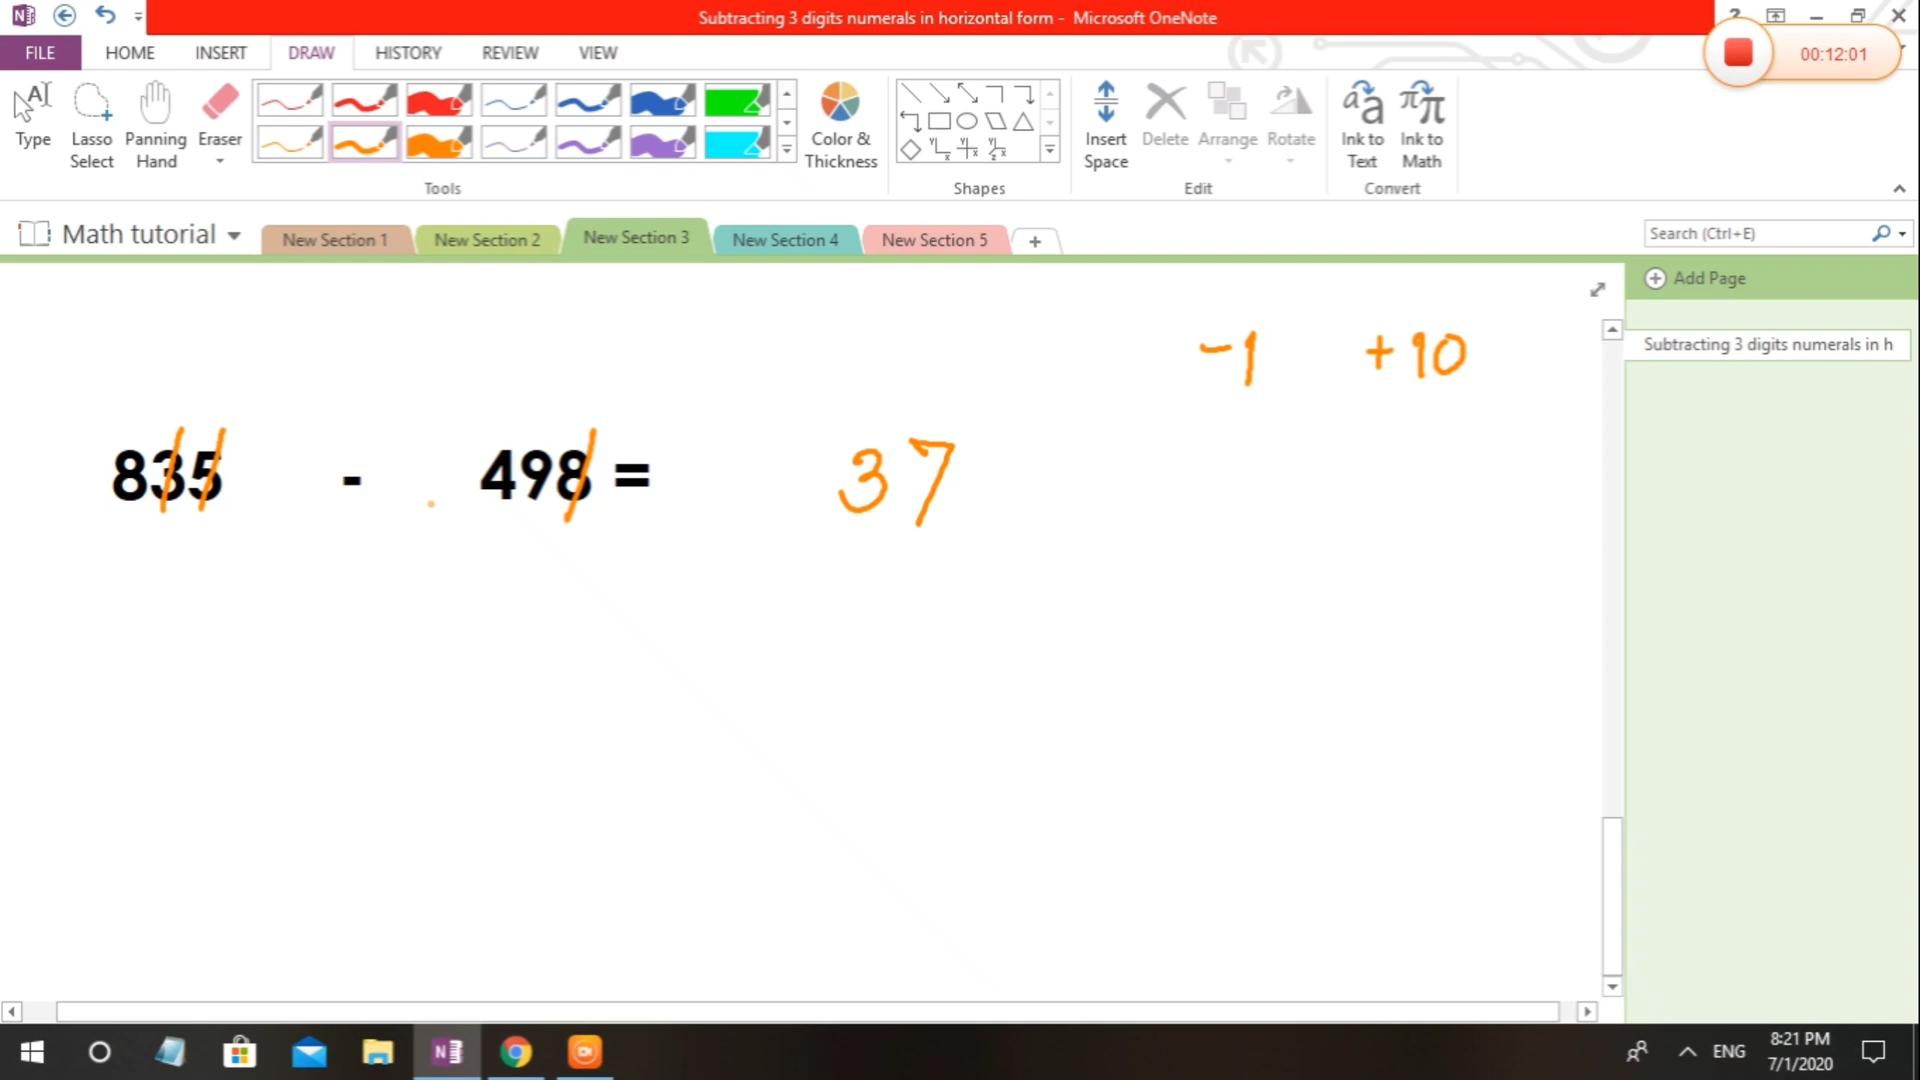 Subtracting 3 digits numerals in horizontal form - Microsoft OneNote
?
00:12:01
FILE HOME INSERT DRAW HISTORY REVIEW VIEW
Type
Lasso Select
Panning Hand
Eraser
Color & Thickness
Insert Space
Delete
Arrange
Rotate
Ink to Text
Ink to Math
Tools Shapes Edit Convert
Math tutorial New Section 1 New Section 2 New Section 3 New Section 4 New Section 5 +
Search (Ctrl+E)
Add Page
Subtracting 3 digits numerals in h
-1 +10
835 - 498 = 37
ENG
8:21 PM
7/1/2020